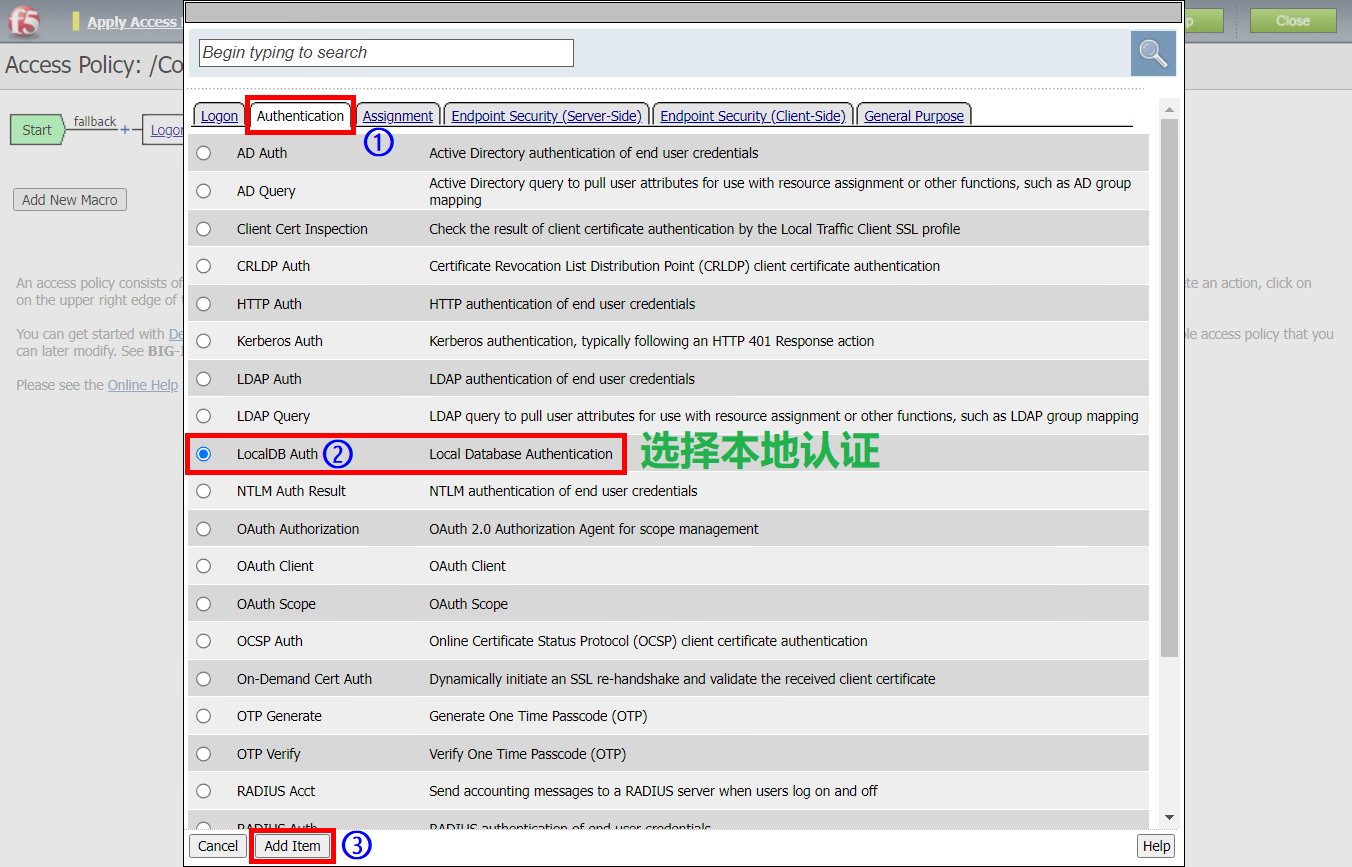 f5
Apply Access
p
Close
Access Policy: /Co
Begin typing to search
Start
fallback
+
Logon
Add New Macro
An access policy consists of
te an action, click on
on the upper right edge of t
You can get started with De
le access policy that you
can later modify. See BIG-I
Please see the Online Help
Logon
Authentication
Assignment
Endpoint Security (Server-Side)
Endpoint Security (Client-Side)
General Purpose
①
AD Auth Active Directory authentication of end user credentials
AD Query Active Directory query to pull user attributes for use with resource assignment or other functions, such as AD group
mapping
Client Cert Inspection Check the result of client certificate authentication by the Local Traffic Client SSL profile
CRLDP Auth Certificate Revocation List Distribution Point (CRLDP) client certificate authentication
HTTP Auth HTTP authentication of end user credentials
Kerberos Auth Kerberos authentication, typically following an HTTP 401 Response action
LDAP Auth LDAP authentication of end user credentials
LDAP Query LDAP query to pull user attributes for use with resource assignment or other functions, such as LDAP group mapping
LocalDB Auth ② Local Database Authentication 选择本地认证
NTLM Auth Result NTLM authentication of end user credentials
OAuth Authorization OAuth 2.0 Authorization Agent for scope management
OAuth Client OAuth Client
OAuth Scope OAuth Scope
OCSP Auth Online Certificate Status Protocol (OCSP) client certificate authentication
On-Demand Cert Auth Dynamically initiate an SSL re-handshake and validate the received client certificate
OTP Generate Generate One Time Passcode (OTP)
OTP Verify Verify One Time Passcode (OTP)
RADIUS Acct Send accounting messages to a RADIUS server when users log on and off
RADIUS Auth RADIUS authentication of end user credentials
Cancel
Add Item
③
Help